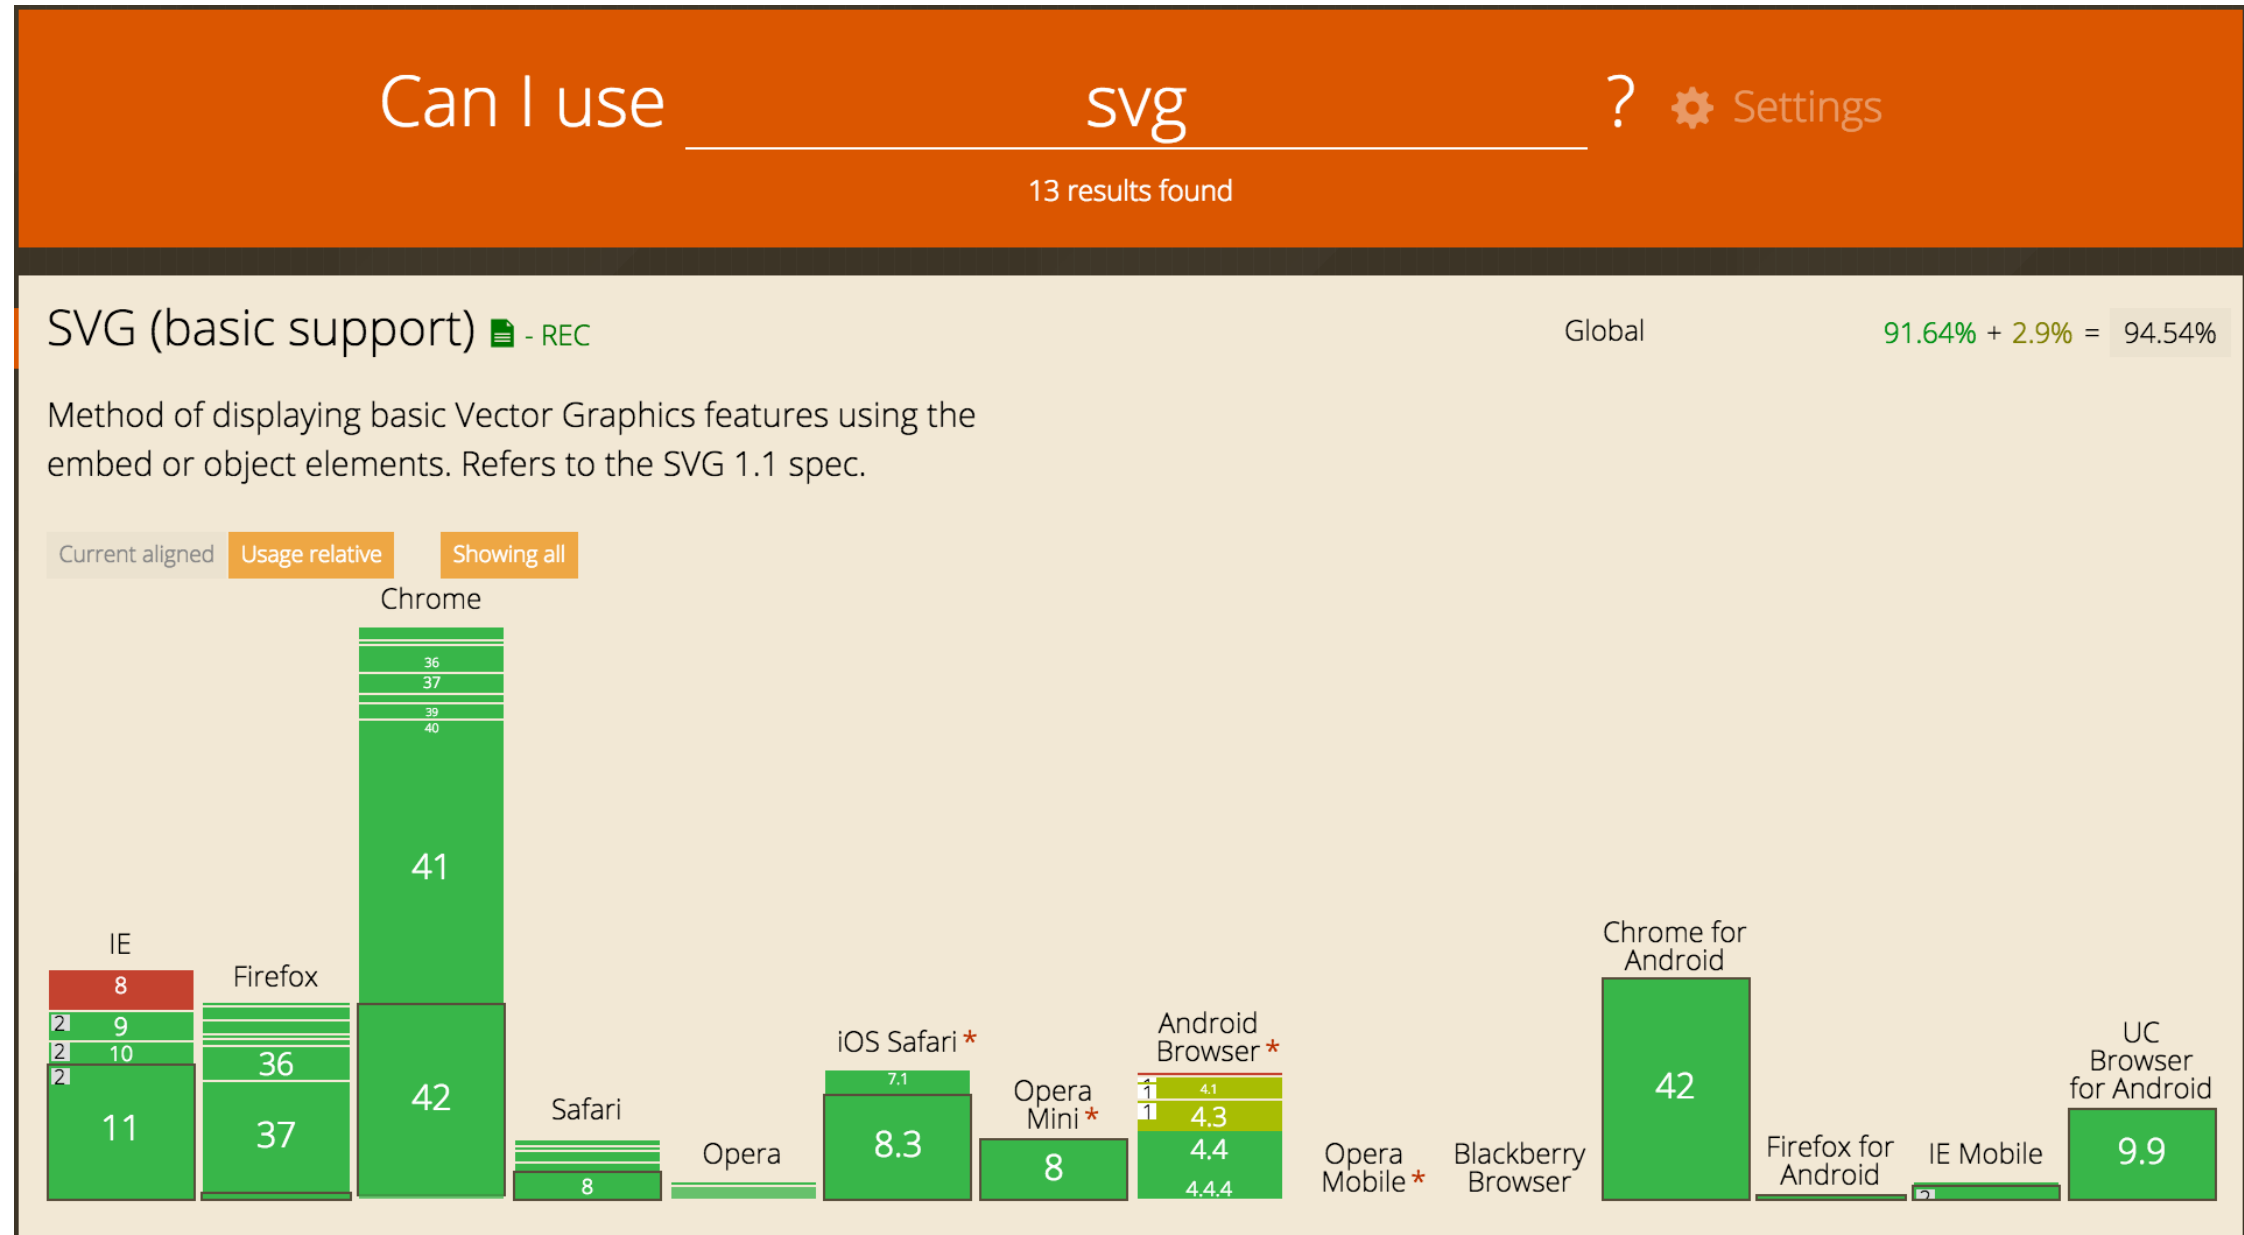 Can I use svg ? Settings
13 results found
SVG (basic support) - REC
Global 91.64% + 2.9% = 94.54%
Method of displaying basic Vector Graphics features using the
embed or object elements. Refers to the SVG 1.1 spec.
Current aligned Usage relative Showing all
IE
8
2 9
2 10
2
11
Firefox
36
37
Chrome
36
37
39
40
41
42
Safari
8
Opera
iOS Safari *
7.1
8.3
Opera
Mini *
8
Android
Browser *
1 4.1
1 4.3
4.4
4.4.4
Opera
Mobile *
Blackberry
Browser
Chrome for
Android
42
Firefox for
Android
IE Mobile
2
UC
Browser
for Android
9.9